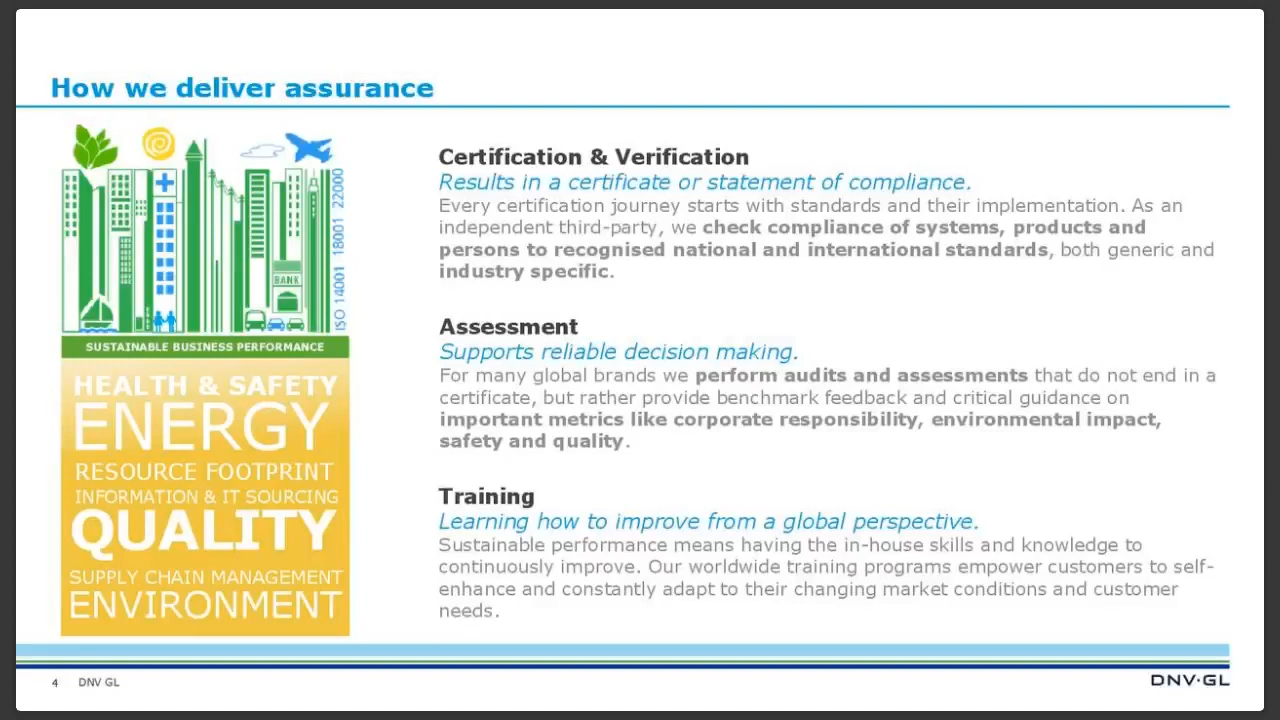 How we deliver assurance
ISO 14001 18001 22000
BANK
SUSTAINABLE BUSINESS PERFORMANCE
HEALTH & SAFETY
ENERGY
RESOURCE FOOTPRINT
INFORMATION & IT SOURCING
QUALITY
SUPPLY CHAIN MANAGEMENT
ENVIRONMENT
Certification & Verification
Results in a certificate or statement of compliance.
Every certification journey starts with standards and their implementation. As an
independent third-party, we check compliance of systems, products and
persons to recognised national and international standards, both generic and
industry specific.
Assessment
Supports reliable decision making.
For many global brands we perform audits and assessments that do not end in a
certificate, but rather provide benchmark feedback and critical guidance on
important metrics like corporate responsibility, environmental impact,
safety and quality.
Training
Learning how to improve from a global perspective.
Sustainable performance means having the in-house skills and knowledge to
continuously improve. Our worldwide training programs empower customers to self-
enhance and constantly adapt to their changing market conditions and customer
needs.
4 DNV GL
DNV·GL